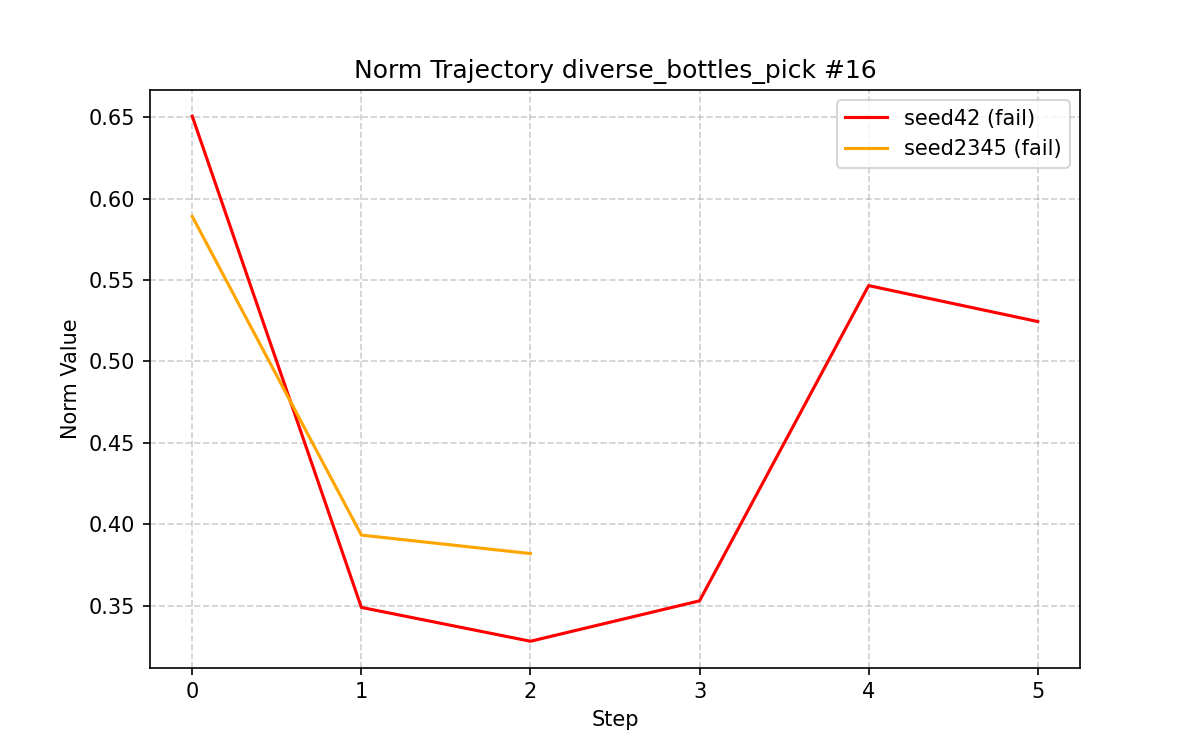 Norm Trajectory diverse_bottles_pick #16
seed42 (fail)
seed2345 (fail)
Norm Value
0.65
0.60
0.55
0.50
0.45
0.40
0.35
0 1 2 3 4 5
Step